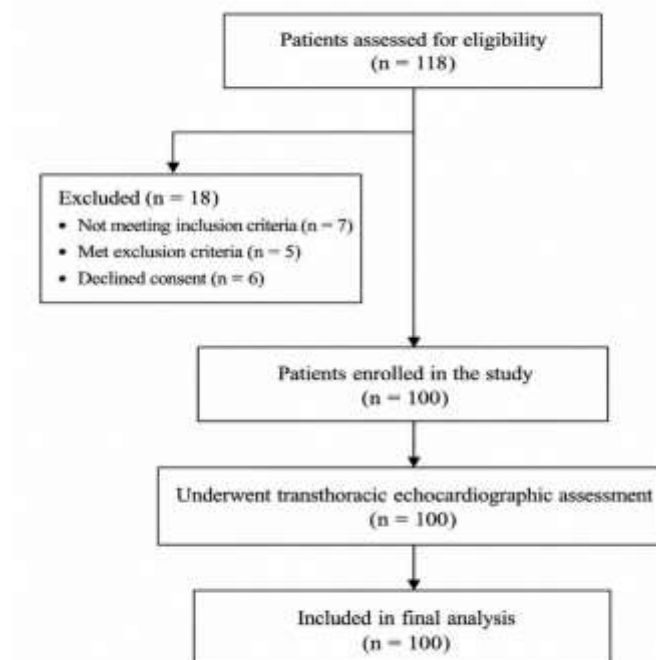 Patients assessed for eligibility
(n = 118)
Excluded (n = 18)
• Not meeting inclusion criteria (n = 7)
• Met exclusion criteria (n = 5)
• Declined consent (n = 6)
Patients enrolled in the study
(n = 100)
Underwent transthoracic echocardiographic assessment
(n = 100)
Included in final analysis
(n = 100)